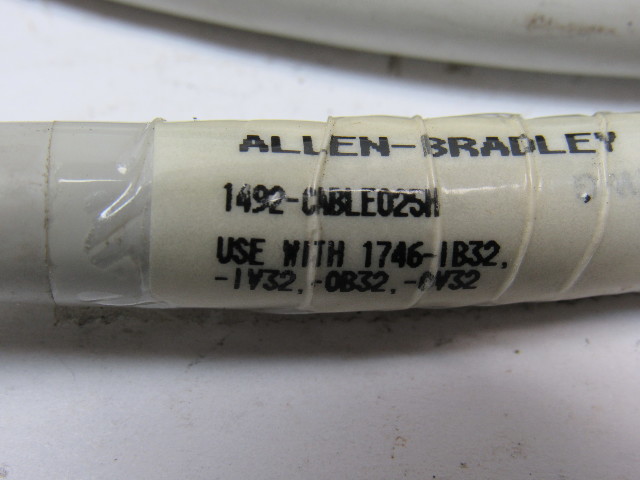 ALLEN-BRADLEY
1492-CABLE025H
USE WITH 1746-IB32,
-IV32,-OB32,-OV32